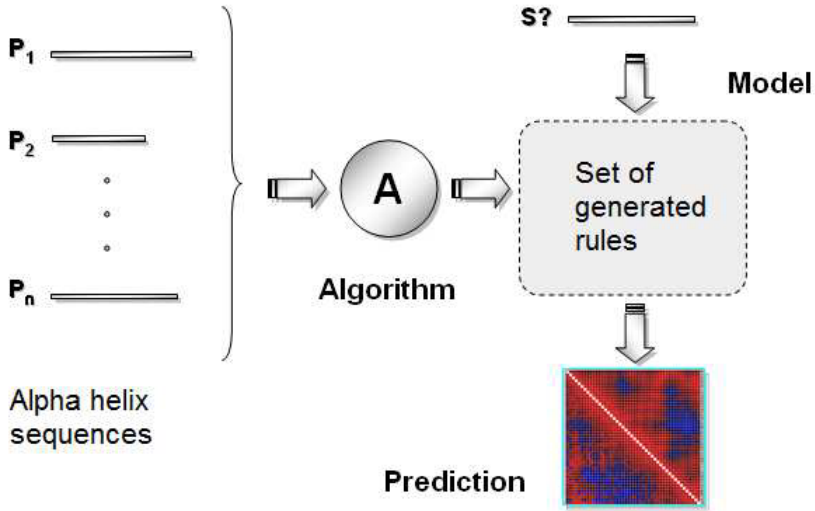 P1
P2
Pn
Alpha helix
sequences
A
Algorithm
S?
Model
Set of
generated
rules
Prediction